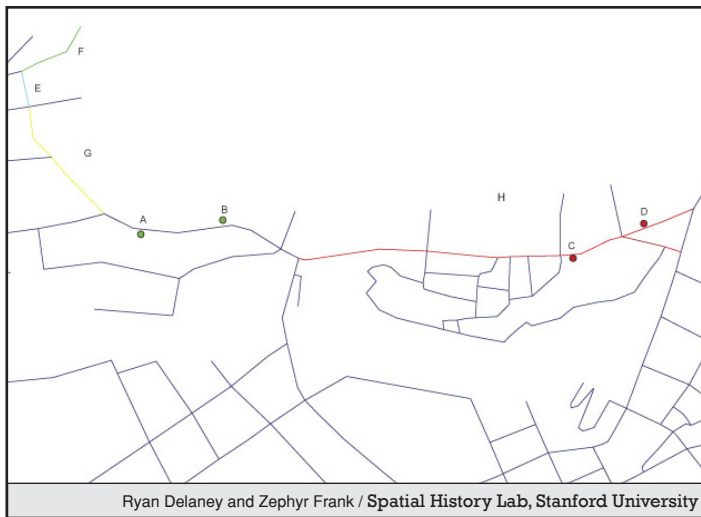 F
E
G
B
A
H
D
C
Ryan Delaney and Zephyr Frank / Spatial History Lab, Stanford University